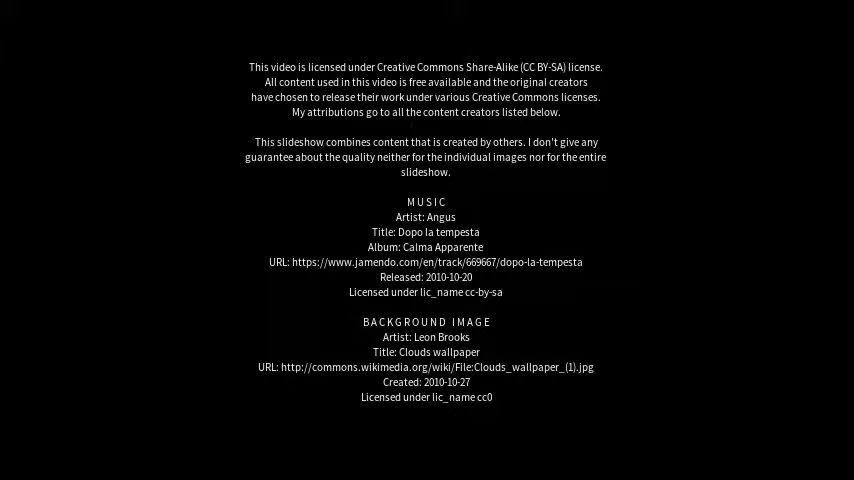 This video is licensed under Creative Commons Share-Alike (CC BY-SA) license.
All content used in this video is free available and the original creators
have chosen to release their work under various Creative Commons licenses.
My attributions go to all the content creators listed below.
This slideshow combines content that is created by others. I don't give any
guarantee about the quality neither for the individual images nor for the entire
slideshow.
MUSIC
Artist: Angus
Title: Dopo la tempesta
Album: Calma Apparente
URL: https://www.jamendo.com/en/track/669667/dopo-la-tempesta
Released: 2010-10-20
Licensed under lic_name cc-by-sa
BACKGROUND IMAGE
Artist: Leon Brooks
Title: Clouds wallpaper
URL: http://commons.wikimedia.org/wiki/File:Clouds_wallpaper_(1).jpg
Created: 2010-10-27
Licensed under lic_name cc0